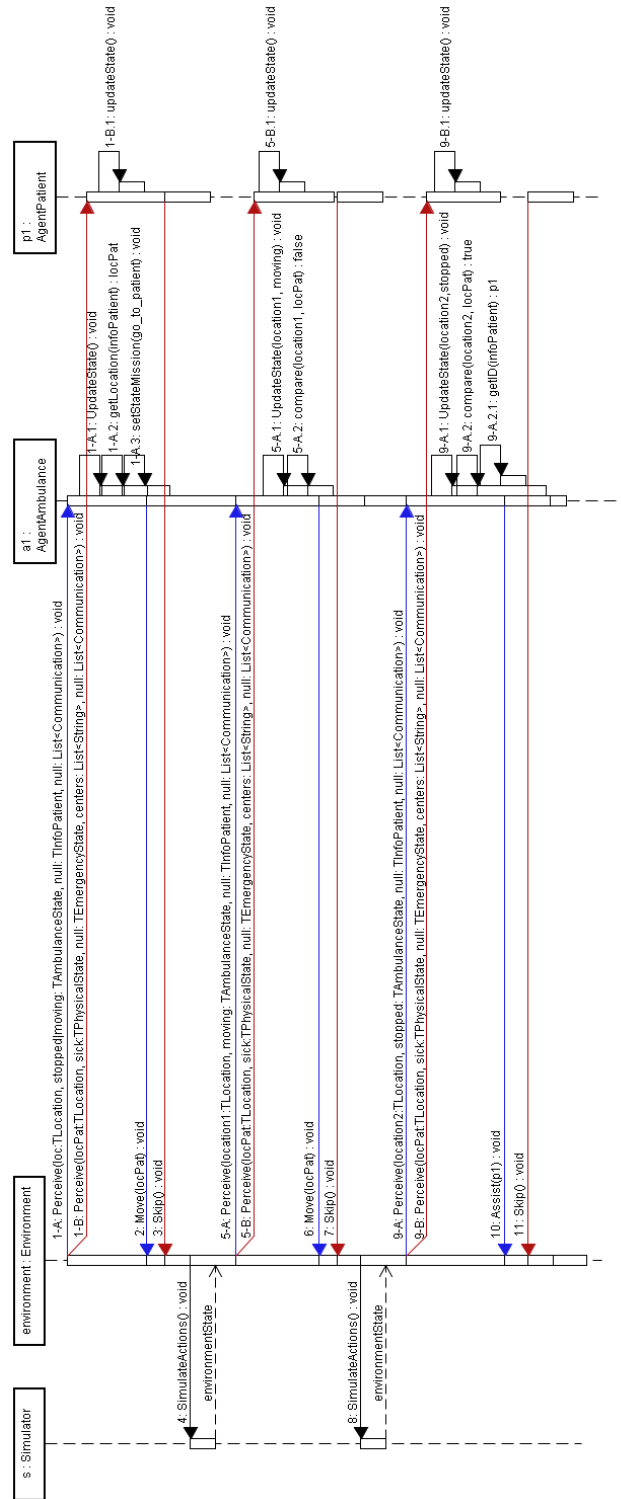 s : Simulator
environment : Environment
a1 :
AgentAmbulance
p1 :
AgentPatient
1-A: Perceive(loc:TLocation, stopped|moving: TAmbulanceState, null: TInfoPatient, null: List<Communication>) : void
1-B: Perceive(locPat:TLocation, sick:TPhysicalState, null: TEmergencyState, centers: List<String>, null: List<Communication>) : void
1-A.1: UpdateState() : void
1-A.2: getLocation(infoPatient) : locPat
1-A.3: setStateMission(go_to_patient) : void
1-B.1: updateState() : void
2: Move(locPat) : void
3: Skip() : void
4: SimulateActions() : void
environmentState
5-A: Perceive(location1:TLocation, moving: TAmbulanceState, null: TInfoPatient, null: List<Communication>) : void
5-B: Perceive(locPat:TLocation, sick:TPhysicalState, null: TEmergencyState, centers: List<String>, null: List<Communication>) : void
5-A.1: UpdateState(location1, moving) : void
5-A.2: compare(location1, locPat) : false
5-B.1: updateState() : void
6: Move(locPat) : void
7: Skip() : void
8: SimulateActions() : void
environmentState
9-A: Perceive(location2:TLocation, stopped: TAmbulanceState, null: TInfoPatient, null: List<Communication>) : void
9-B: Perceive(locPat:TLocation, sick:TPhysicalState, null: TEmergencyState, centers: List<String>, null: List<Communication>) : void
9-A.1: UpdateState(location2,stopped) : void
9-A.2: compare(location2, locPat) : true
9-A.2.1: getID(infoPatient) : p1
9-B.1: updateState() : void
10: Assist(p1) : void
11: Skip() : void